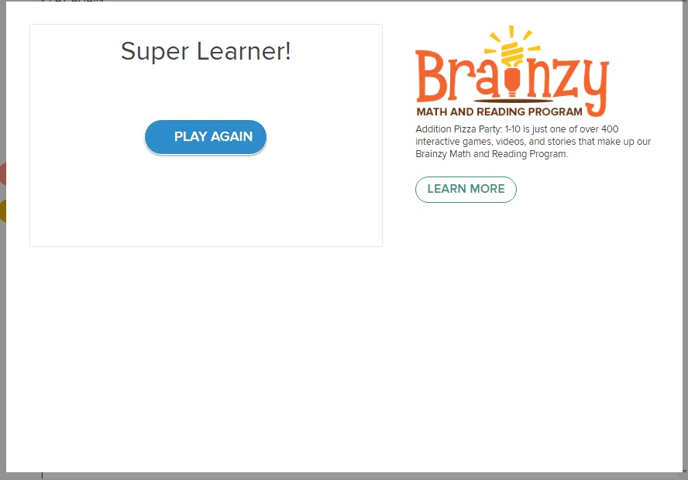 Super Learner!
PLAY AGAIN
Brainzy
MATH AND READING PROGRAM
Addition Pizza Party: 1-10 is just one of over 400
interactive games, videos, and stories that make up our
Brainzy Math and Reading Program.
LEARN MORE